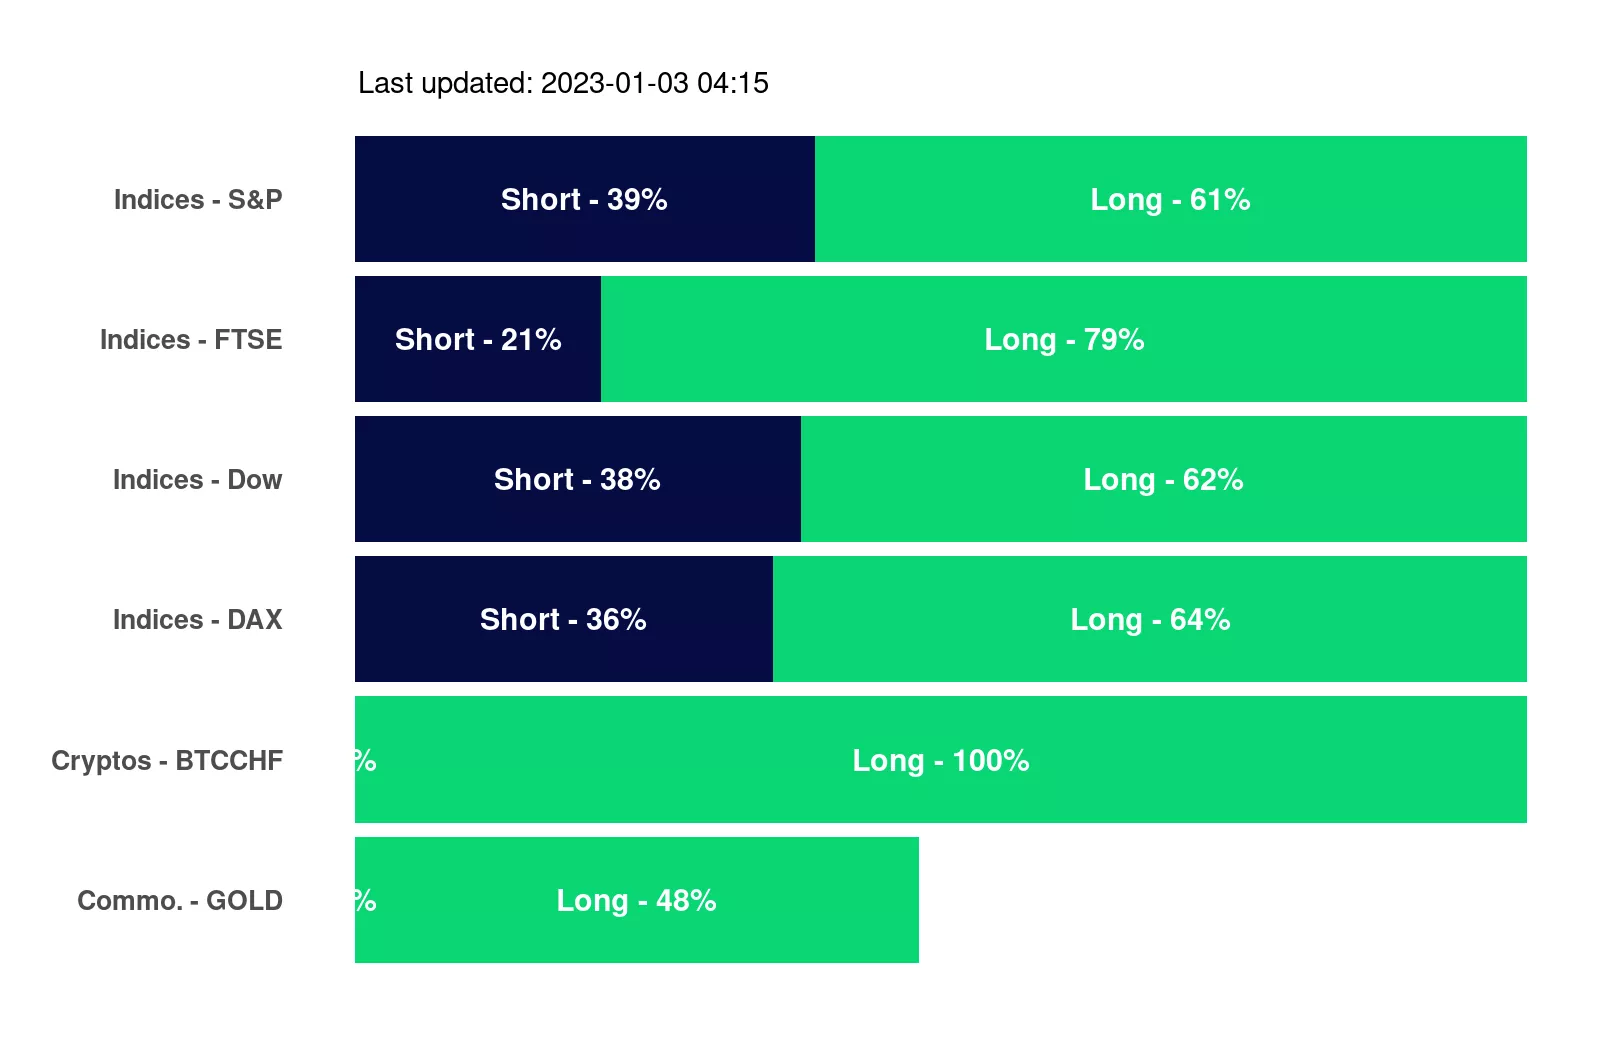 Last updated: 2023-01-03 04:15
Indices - S&P Short - 39% Long - 61%
Indices - FTSE Short - 21% Long - 79%
Indices - Dow Short - 38% Long - 62%
Indices - DAX Short - 36% Long - 64%
Cryptos - BTCCHF % Long - 100%
Commo. - GOLD % Long - 48%